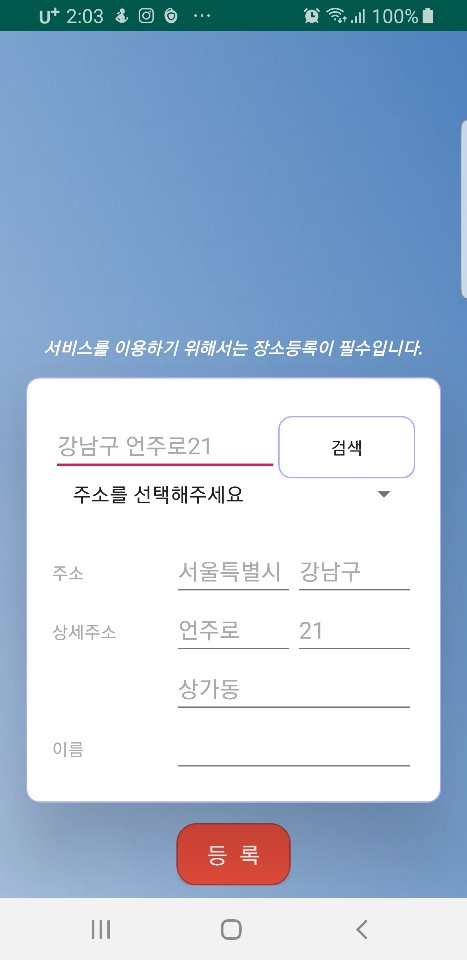 U+ 2:03 100%
서비스를 이용하기 위해서는 장소등록이 필수입니다.
강남구 언주로21 검색
주소를 선택해주세요
주소 서울특별시 강남구
상세주소 언주로 21
상가동
이름
등 록